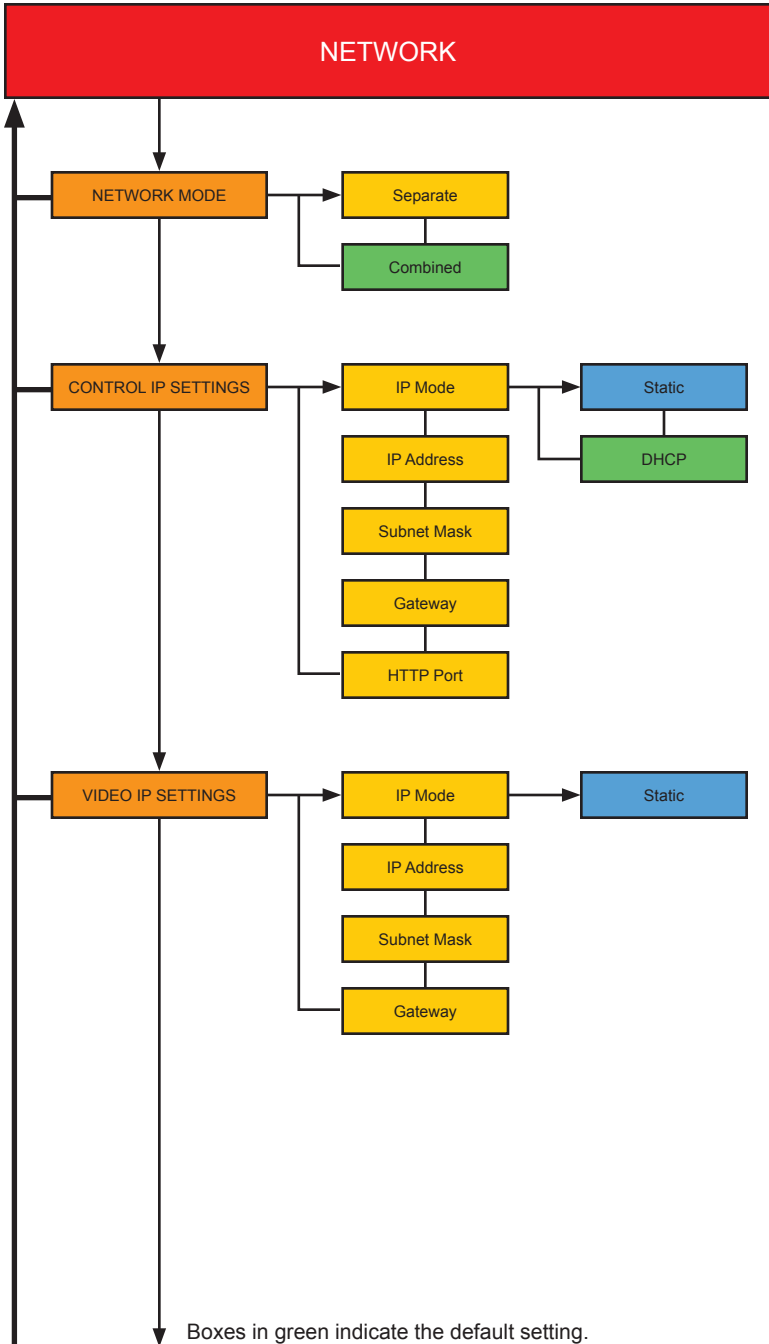 NETWORK
NETWORK MODE
Separate
Combined
CONTROL IP SETTINGS
IP Mode
Static
IP Address
DHCP
Subnet Mask
Gateway
HTTP Port
VIDEO IP SETTINGS
IP Mode
Static
IP Address
Subnet Mask
Gateway
Boxes in green indicate the default setting.